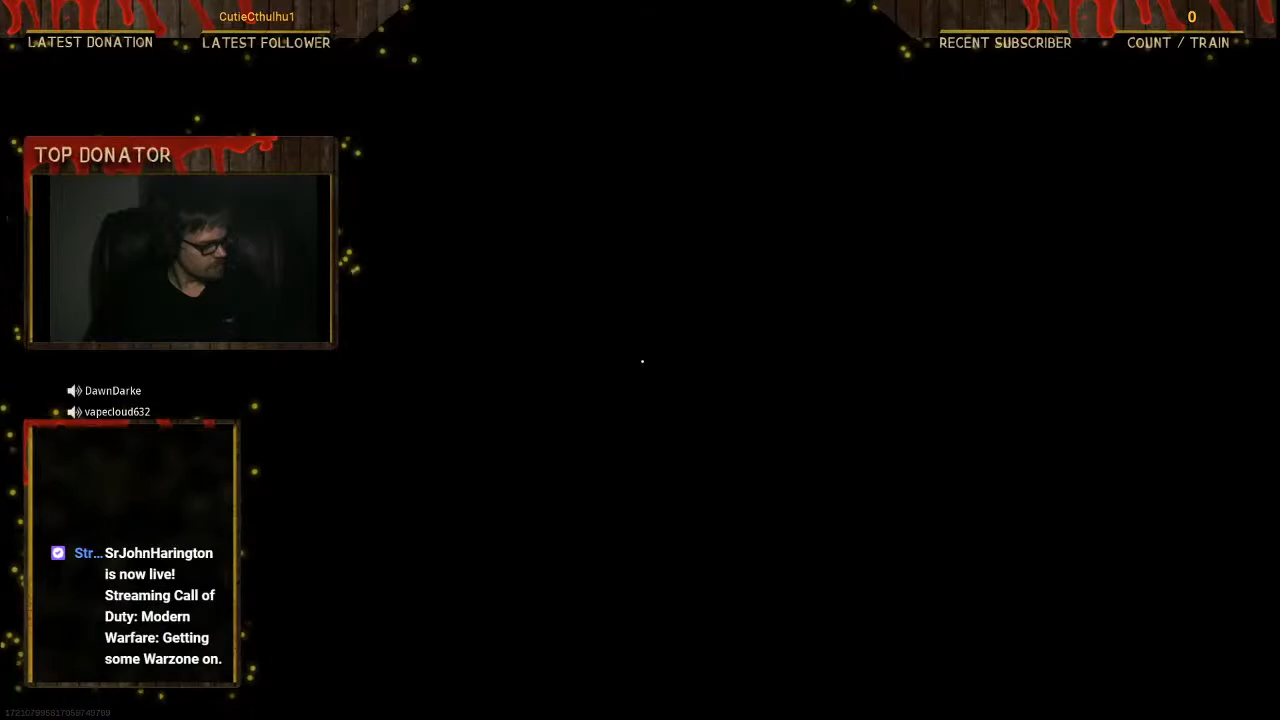 CutieCthulhu1
0
LATEST DONATION
LATEST FOLLOWER
RECENT SUBSCRIBER
COUNT / TRAIN
TOP DONATOR
DawnDarke
vapecloud632
Str... SrJohnHarington
is now live!
Streaming Call of
Duty: Modern
Warfare: Getting
some Warzone on.